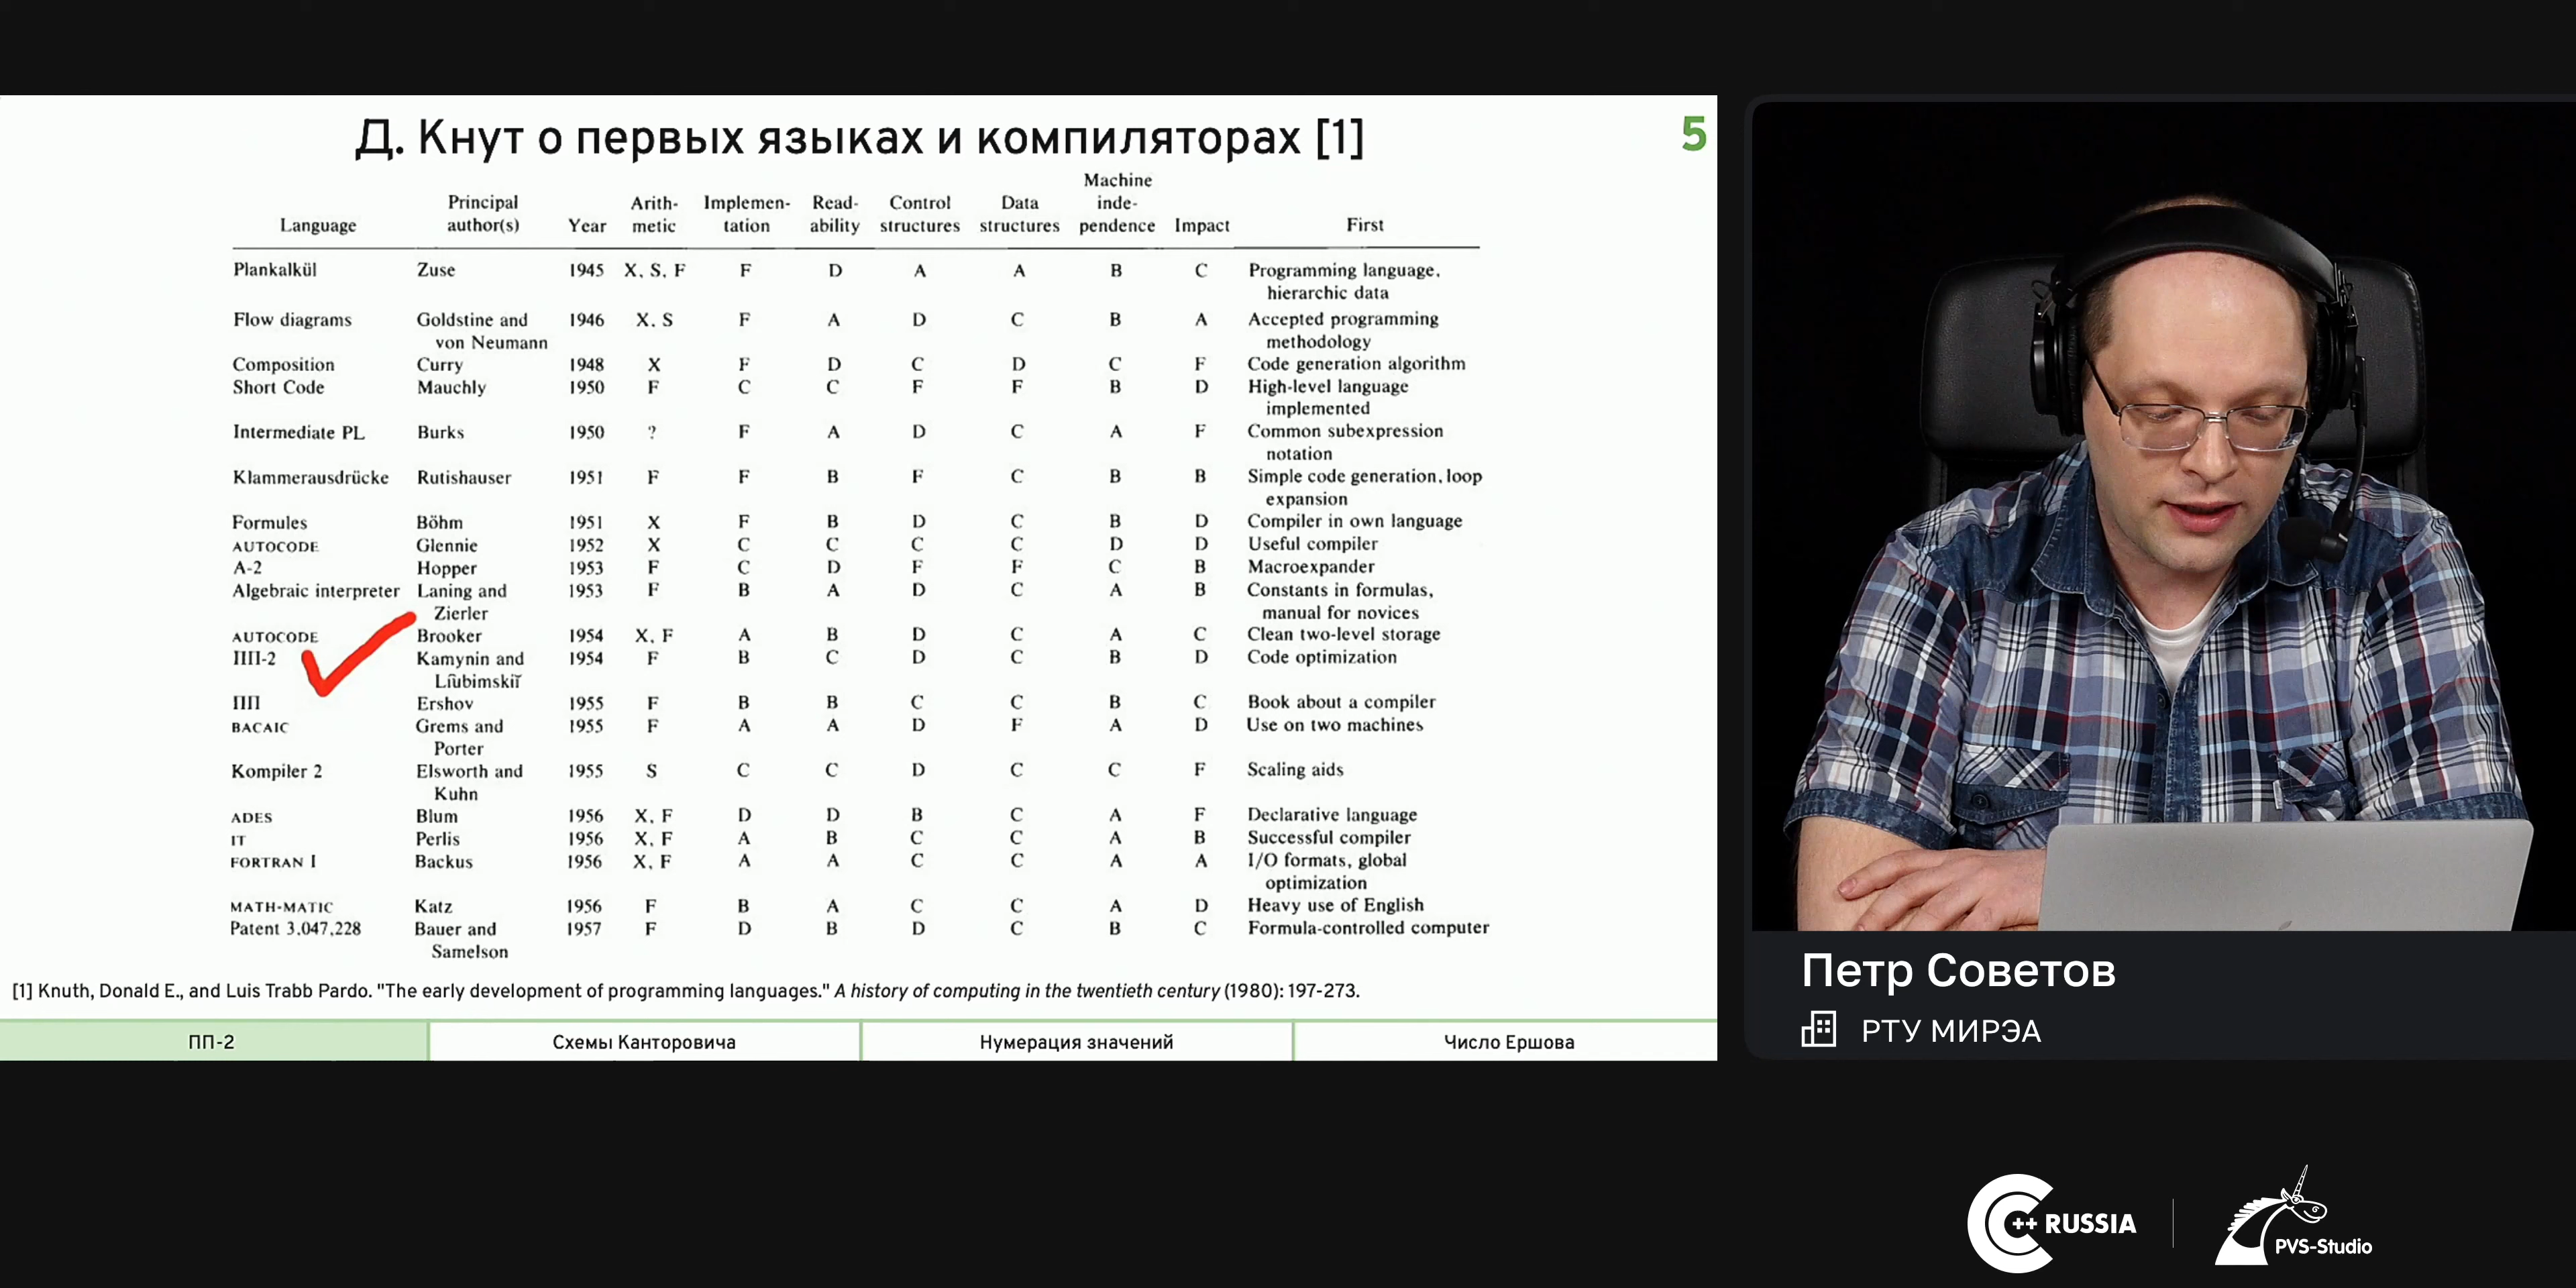 Д. Кнут о первых языках и компиляторах [1]
5
Language Principal author(s) Year Arith-metic Implemen-tation Read-ability Control structures Data structures Machine inde-pendence Impact First
Plankalkül Zuse 1945 X, S, F F D A A B C Programming language,
hierarchic data
Flow diagrams Goldstine and 1946 X, S F A D C B A Accepted programming
von Neumann methodology
Composition Curry 1948 X F D C D C F Code generation algorithm
Short Code Mauchly 1950 F C C F F B D High-level language
implemented
Intermediate PL Burks 1950 ? F A D C A F Common subexpression
notation
Klammerausdrücke Rutishauser 1951 F F B F C B B Simple code generation, loop
expansion
Formules Böhm 1951 X F B D C B D Compiler in own language
AUTOCODE Glennie 1952 X C C C C D D Useful compiler
A-2 Hopper 1953 F C D F F C B Macroexpander
Algebraic interpreter Laning and 1953 F B A D C A B Constants in formulas,
Zierler manual for novices
AUTOCODE Brooker 1954 X, F A B D C A C Clean two-level storage
ПП-2 Kamynin and 1954 F B C D C B D Code optimization
Li͡ubimskiĭ
ПП Ershov 1955 F B B C C B C Book about a compiler
BACAIC Grems and 1955 F A A D F A D Use on two machines
Porter
Kompiler 2 Elsworth and 1955 S C C D C C F Scaling aids
Kuhn
ADES Blum 1956 X, F D D B C A F Declarative language
IT Perlis 1956 X, F A B C C A B Successful compiler
FORTRAN I Backus 1956 X, F A A C C A A I/O formats, global
optimization
MATH-MATIC Katz 1956 F B A C C A D Heavy use of English
Patent 3,047,228 Bauer and 1957 F D B D C B C Formula-controlled computer
Samelson
[1] Knuth, Donald E., and Luis Trabb Pardo. "The early development of programming languages." A history of computing in the twentieth century (1980): 197-273.
ПП-2 Схемы Канторовича Нумерация значений Число Ершова
Петр Советов
РТУ МИРЭА
C++ RUSSIA
PVS-Studio